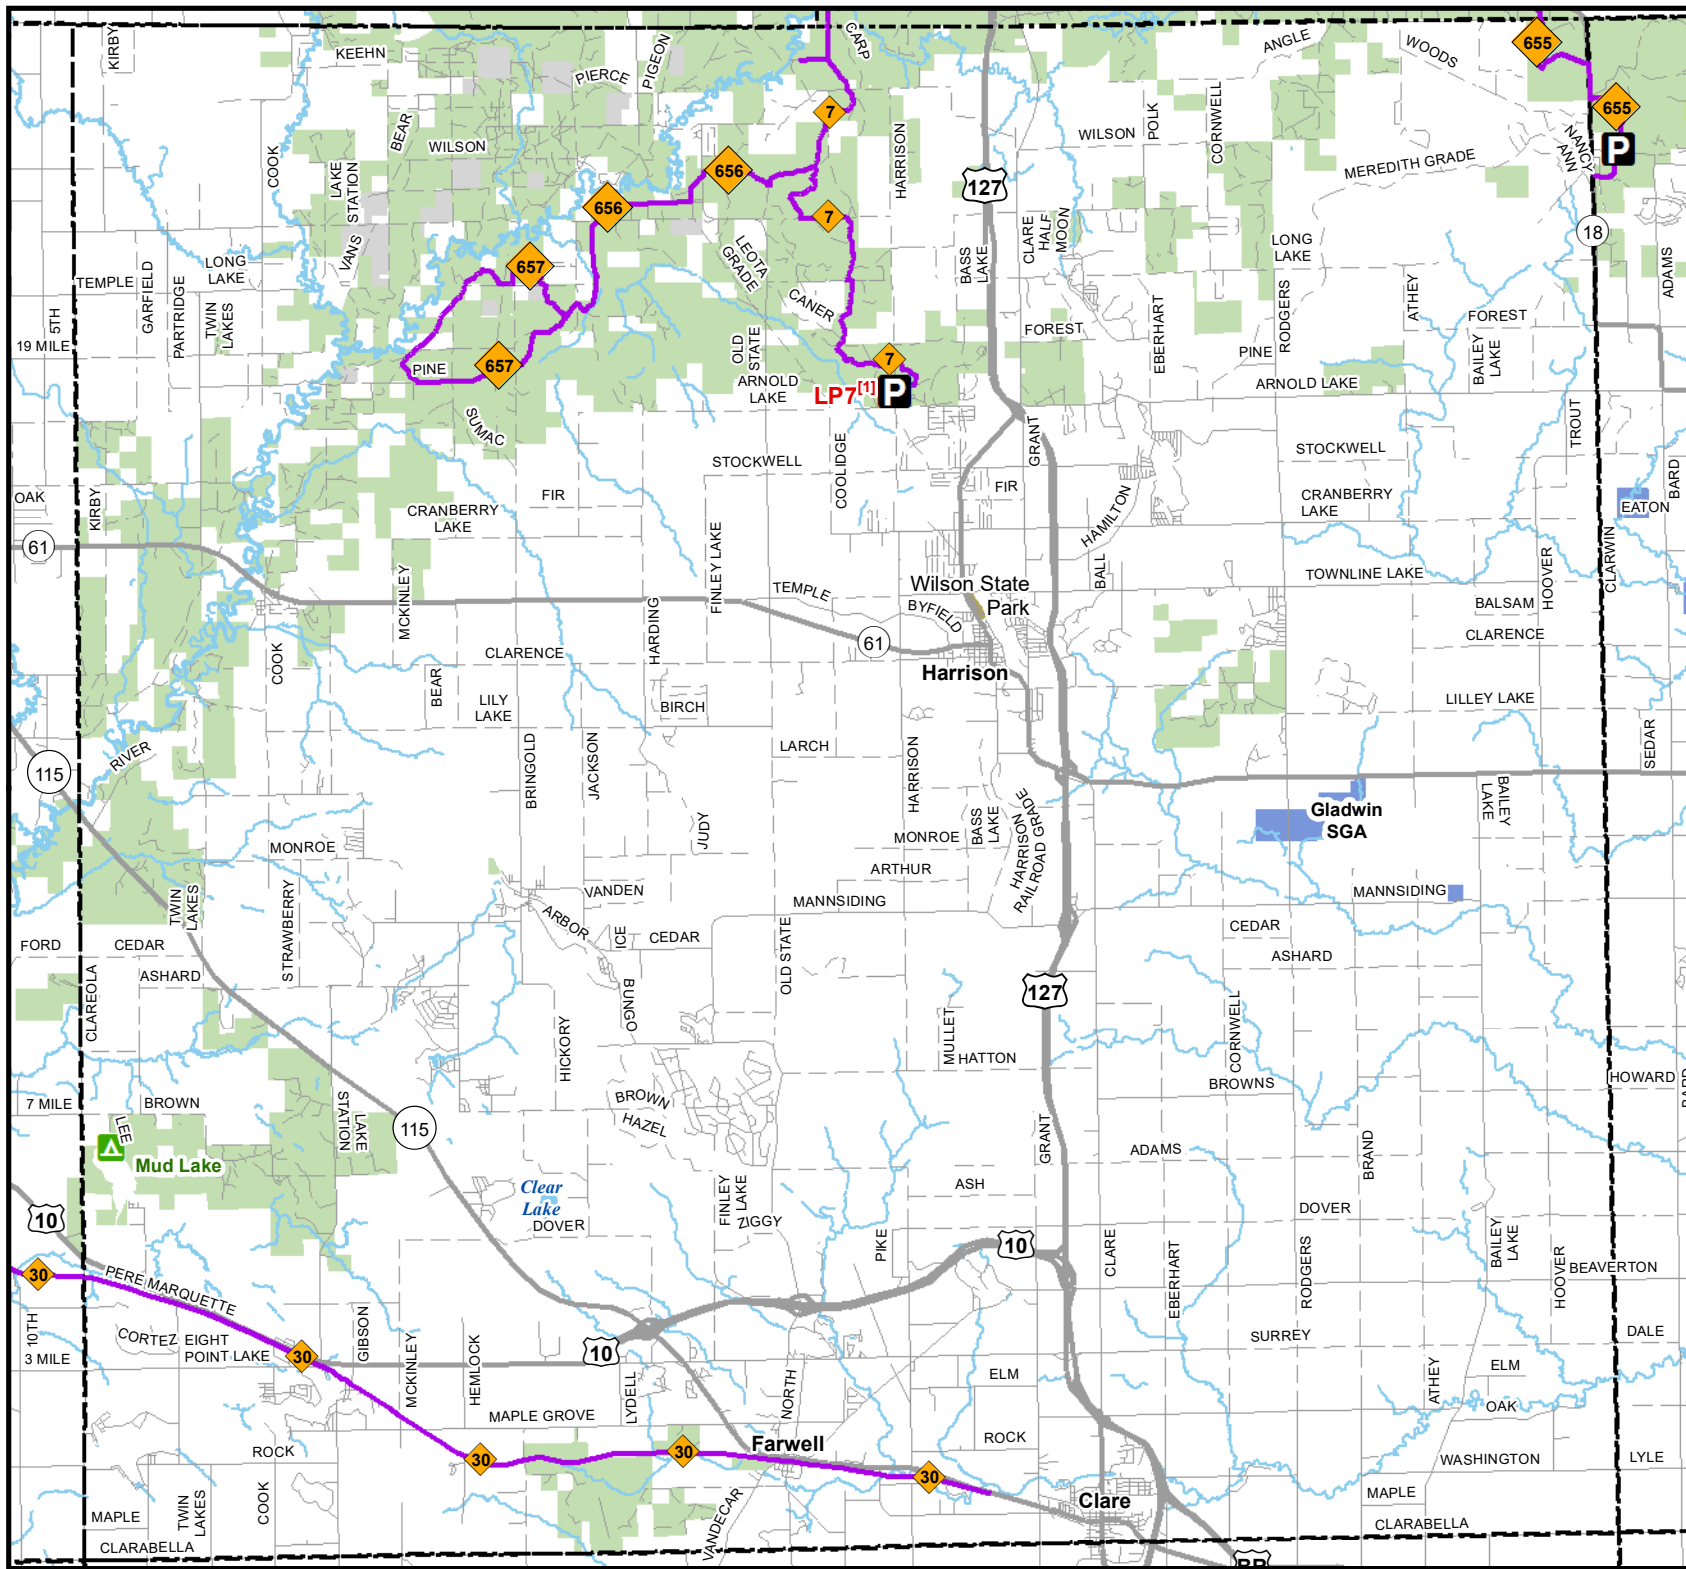 KIRBY
KEEHN
PIERCE
PIGEON
CARP
ANGLE
WOODS
655
655
P
7
BEAR
WILSON
COOK
LAKE
STATION
VANS
656
656
7
HARRISON
127
WILSON
POLK
CORNWELL
MEREDITH GRADE
NANCY
ANN
18
TEMPLE
GARFIELD
PARTRIDGE
LONG
LAKE
TWIN
LAKES
657
LEOTA
GRADE
CANER
BASS
LAKE
CLARE
HALF
MOON
LONG
LAKE
ADAMS
5TH
19 MILE
PINE
657
SUMAC
OLD
STATE
ARNOLD
LAKE
7
LP7[1]
P
FOREST
EBERHART
RODGERS
PINE
ARNOLD LAKE
ATHEY
FOREST
BAILEY
LAKE
TROUT
OAK
KIRBY
61
CRANBERRY
LAKE
FIR
STOCKWELL
COOLIDGE
GRANT
FIR
HAMILTON
BALL
STOCKWELL
CRANBERRY
LAKE
TOWNLINE LAKE
EATON
BARD
CLARWIN
HOOVER
MCKINLEY
FINLEY LAKE
TEMPLE
BYFIELD
Wilson State
Park
61
Harrison
BALSAM
CLARENCE
COOK
CLARENCE
HARDING
BEAR
LILY
LAKE
BIRCH
LILLEY LAKE
SEDAR
115
RIVER
BRINGOLD
JACKSON
LARCH
HARRISON
Gladwin
SGA
BAILEY
LAKE
MONROE
JUDY
MONROE
BASS
LAKE
HARRISON
RAILROAD GRADE
ARTHUR
MANNSIDING
MANNSIDING
TWIN
LAKES
STRAWBERRY
VANDEN
ARBOR
ICE
CEDAR
OLD STATE
CEDAR
ASHARD
FORD
CEDAR
ASHARD
CLAREOLA
BUNGO
HICKORY
127
MULLET
HATTON
CORNWELL
BROWNS
HOWARD
BARD
7 MILE
BROWN
LEE
Mud Lake
STATION
LAKE
115
BROWN
HAZEL
GRANT
ADAMS
BRAND
10
Clear
Lake
DOVER
FINLEY
LAKE
ZIGGY
PIKE
ASH
10
CLARE
DOVER
BAILEY
LAKE
HOOVER
BEAVERTON
30
PERE MARQUETTE
EBERHART
RODGERS
10TH
3 MILE
CORTEZ
EIGHT
POINT LAKE
30
GIBSON
MCKINLEY
HEMLOCK
10
LYDELL
NORTH
SURREY
DALE
ELM
ELM
ATHEY
OAK
MAPLE GROVE
ROCK
30
30
Farwell
ROCK
30
WASHINGTON
LYLE
MAPLE
TWIN
LAKES
COOK
VANDECAR
Clare
MAPLE
CLARABELLA
CLARABELLA
BR